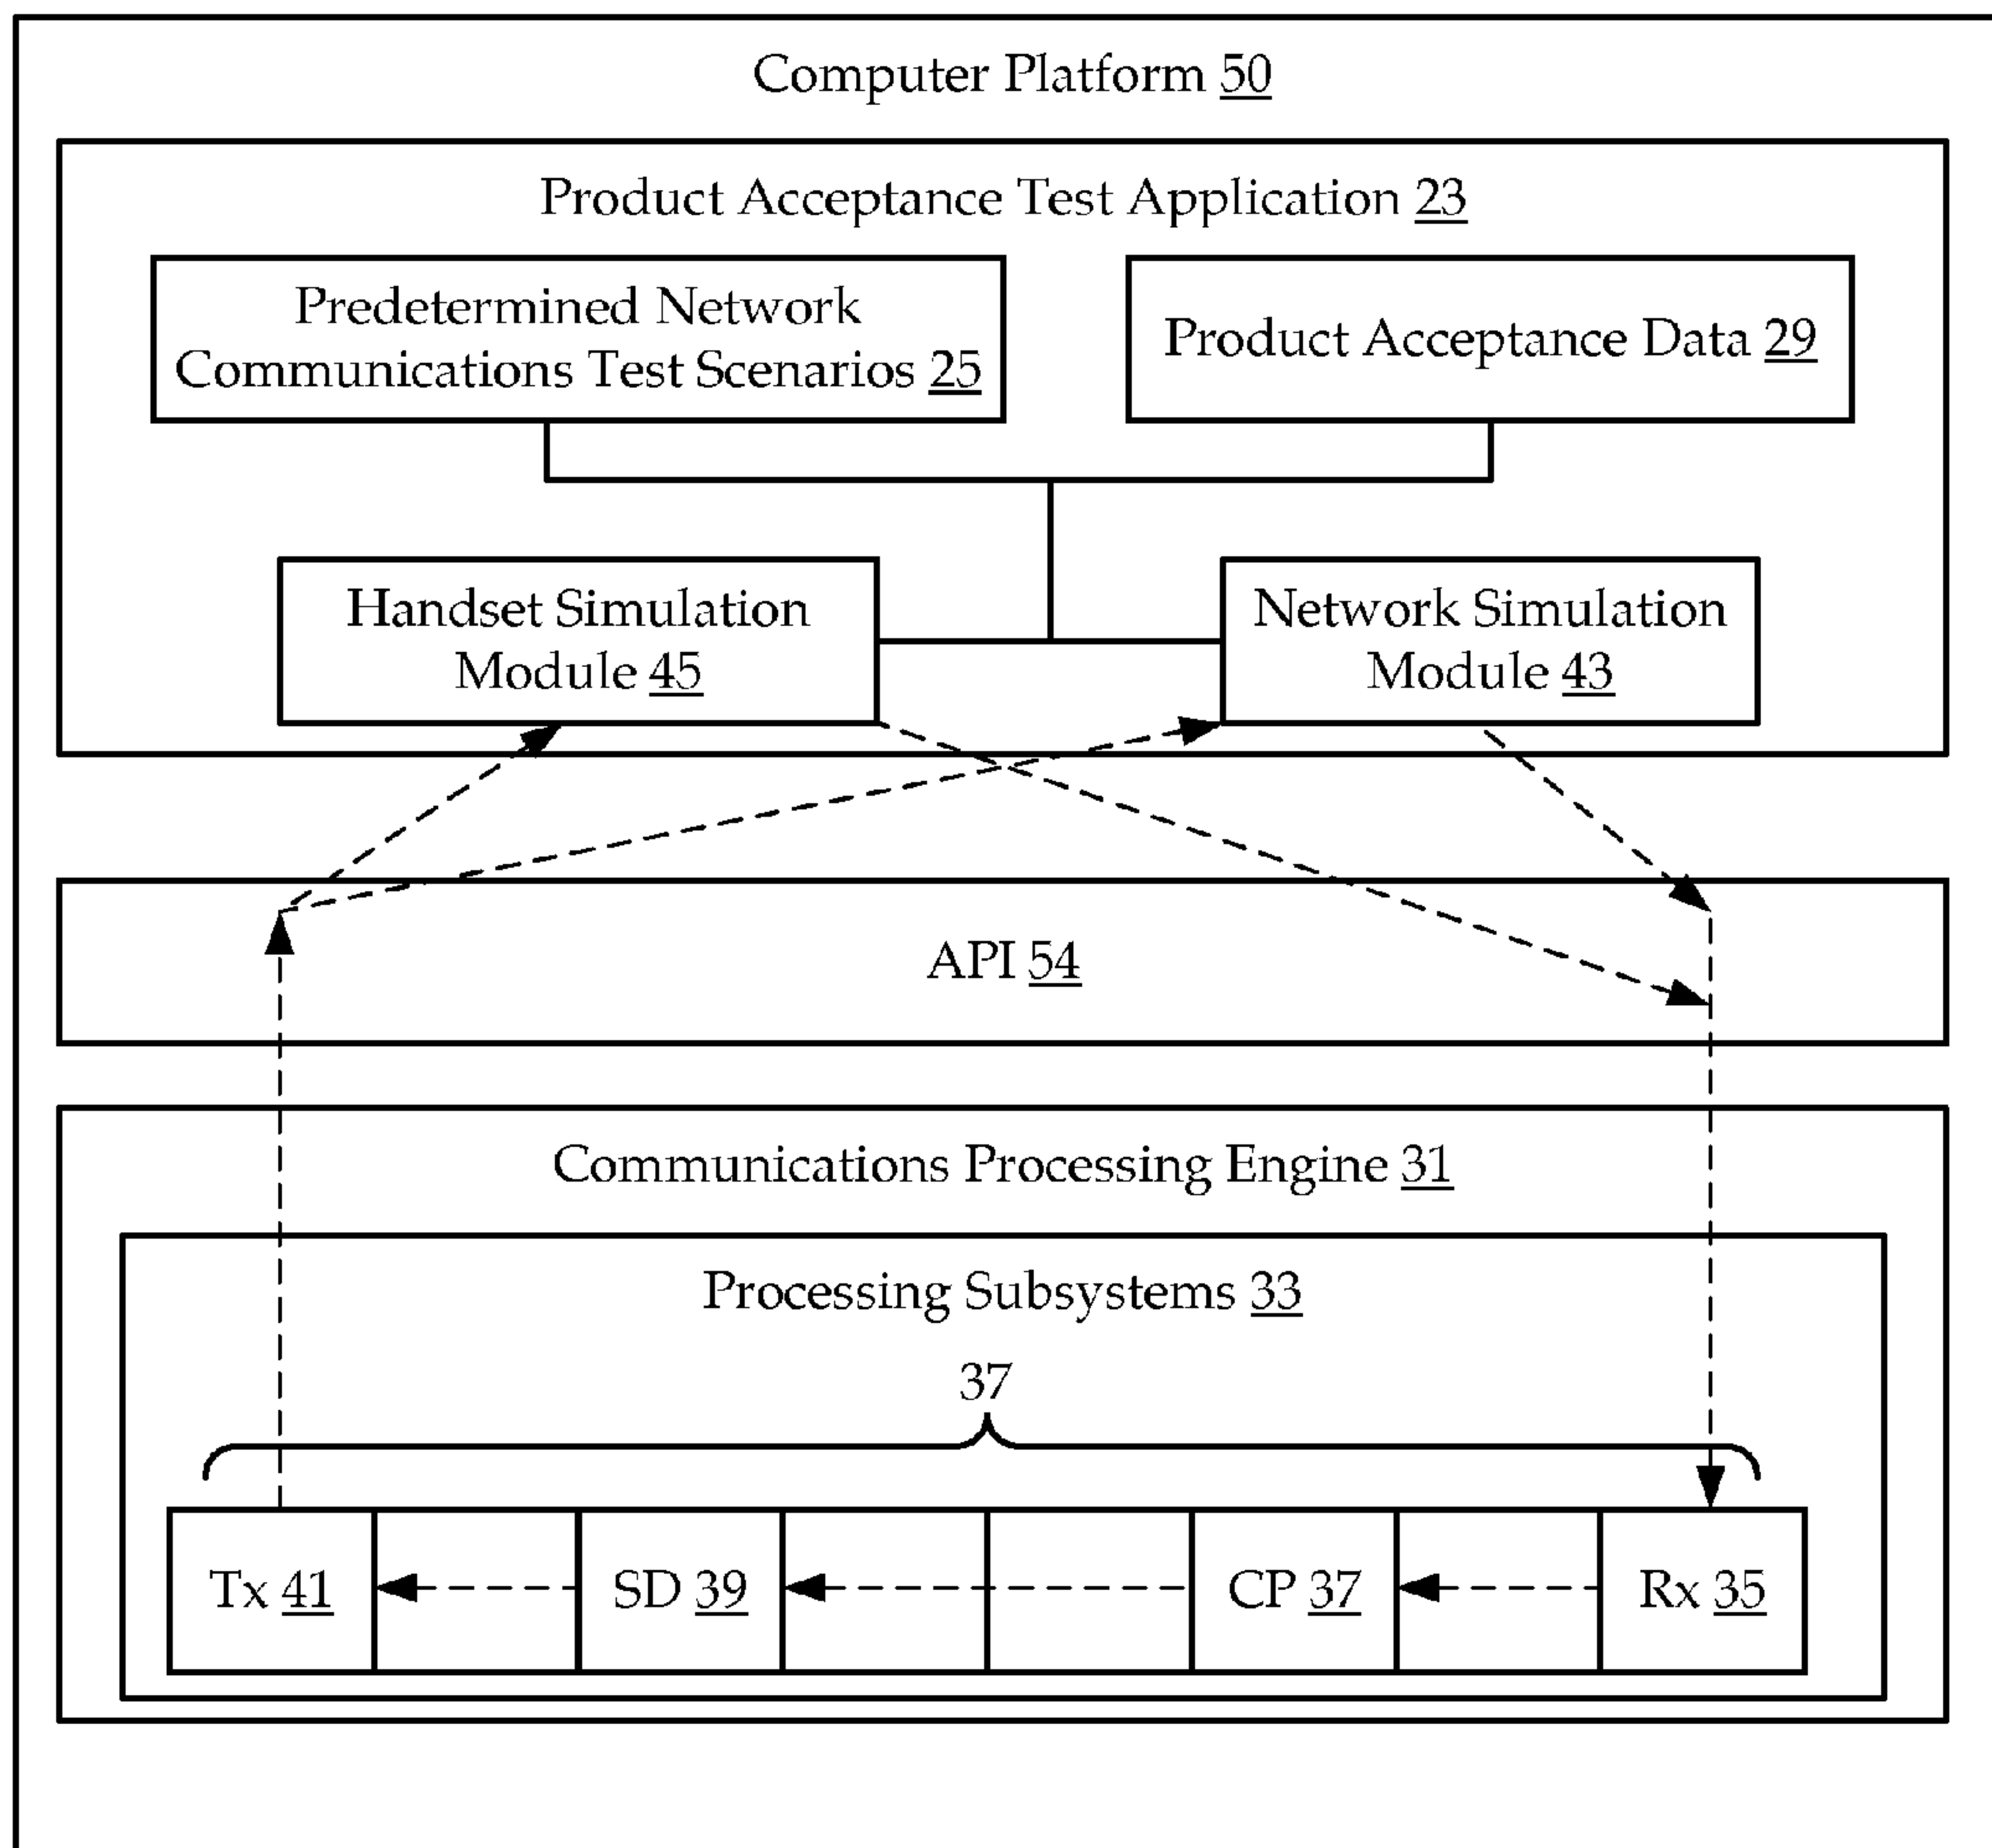 Computer Platform 50
Product Acceptance Test Application 23
Predetermined Network
Communications Test Scenarios 25
Product Acceptance Data 29
Handset Simulation
Module 45
Network Simulation
Module 43
API 54
Communications Processing Engine 31
Processing Subsystems 33
37
Tx 41
SD 39
CP 37
Rx 35